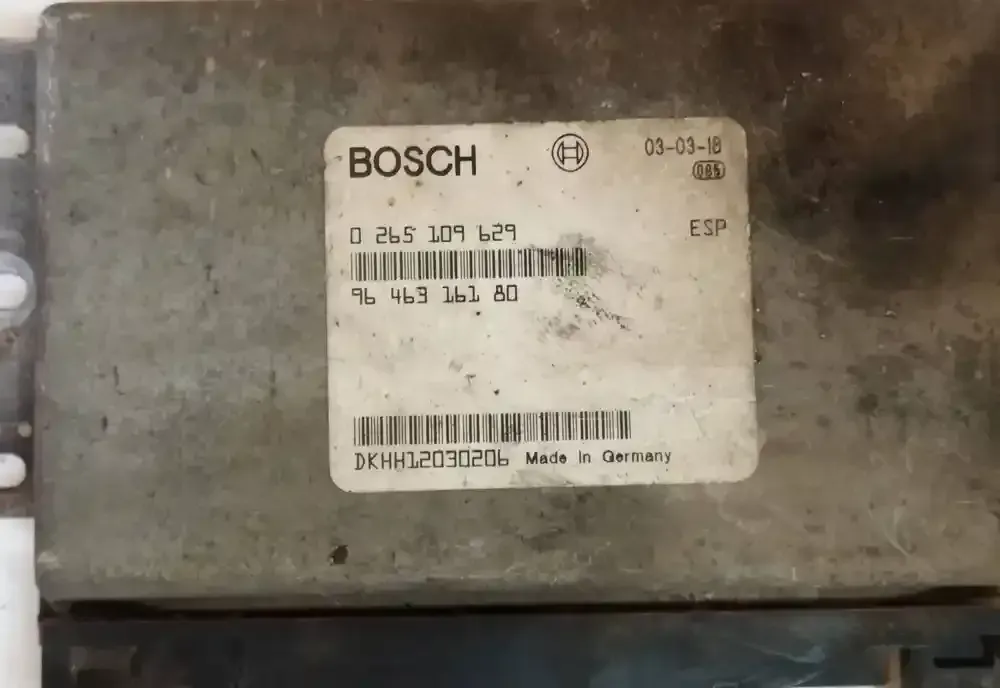 BOSCH
03-03-18
085
0 265 109 629
ESP
96 463 161 80
DKHH12030206 Made in Germany